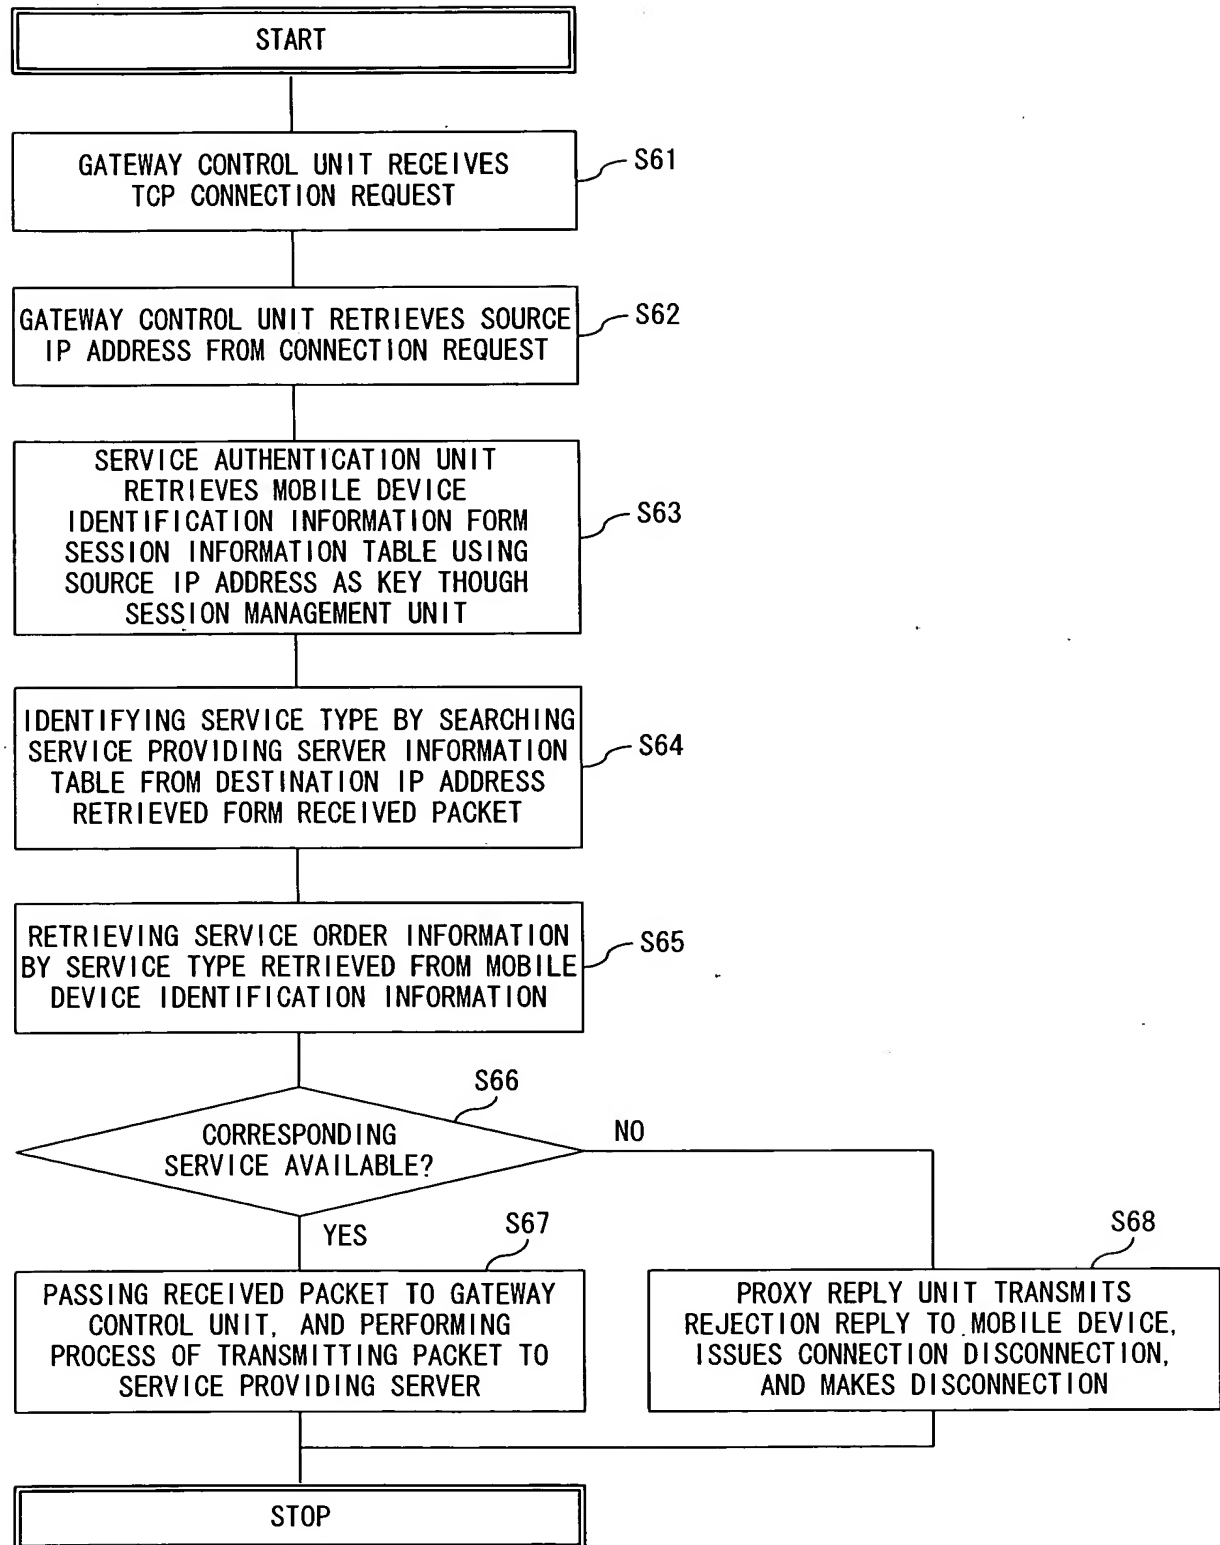 START
GATEWAY CONTROL UNIT RECEIVES
TCP CONNECTION REQUEST
S61
GATEWAY CONTROL UNIT RETRIEVES SOURCE
IP ADDRESS FROM CONNECTION REQUEST
S62
SERVICE AUTHENTICATION UNIT
RETRIEVES MOBILE DEVICE
IDENTIFICATION INFORMATION FORM
SESSION INFORMATION TABLE USING
SOURCE IP ADDRESS AS KEY THOUGH
SESSION MANAGEMENT UNIT
S63
IDENTIFYING SERVICE TYPE BY SEARCHING
SERVICE PROVIDING SERVER INFORMATION
TABLE FROM DESTINATION IP ADDRESS
RETRIEVED FORM RECEIVED PACKET
S64
RETRIEVING SERVICE ORDER INFORMATION
BY SERVICE TYPE RETRIEVED FROM MOBILE
DEVICE IDENTIFICATION INFORMATION
S65
S66
CORRESPONDING
SERVICE AVAILABLE?
NO
YES
S67
PASSING RECEIVED PACKET TO GATEWAY
CONTROL UNIT, AND PERFORMING
PROCESS OF TRANSMITTING PACKET TO
SERVICE PROVIDING SERVER
S68
PROXY REPLY UNIT TRANSMITS
REJECTION REPLY TO MOBILE DEVICE,
ISSUES CONNECTION DISCONNECTION,
AND MAKES DISCONNECTION
STOP